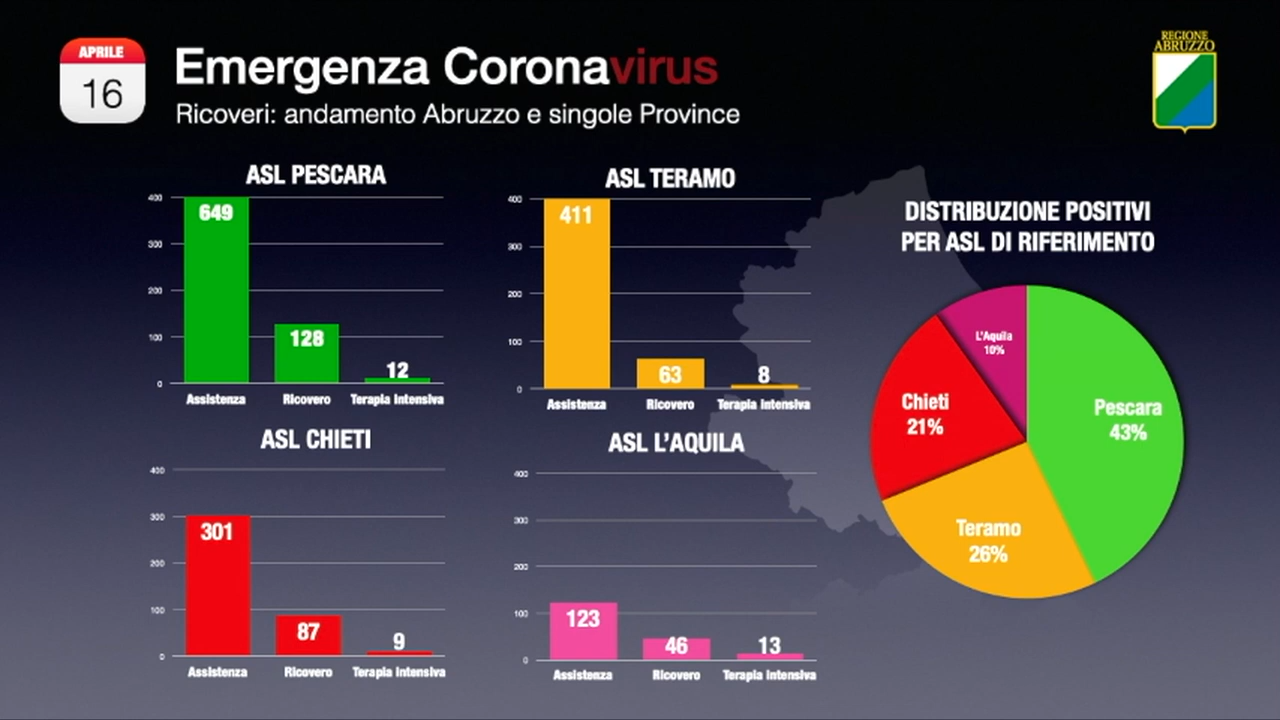 APRILE
16
Emergenza Coronavirus
Ricoveri: andamento Abruzzo e singole Province
REGIONE
ABRUZZO
ASL PESCARA
400
300
200
100
0
649
128
12
Assistenza Ricovero Terapia intensiva
ASL TERAMO
400
300
200
100
0
411
63
8
Assistenza Ricovero Terapia intensiva
ASL CHIETI
400
300
200
100
0
301
87
9
Assistenza Ricovero Terapia intensiva
ASL L'AQUILA
400
300
200
100
0
123
46
13
Assistenza Ricovero Terapia intensiva
DISTRIBUZIONE POSITIVI
PER ASL DI RIFERIMENTO
L'Aquila
10%
Pescara
43%
Chieti
21%
Teramo
26%